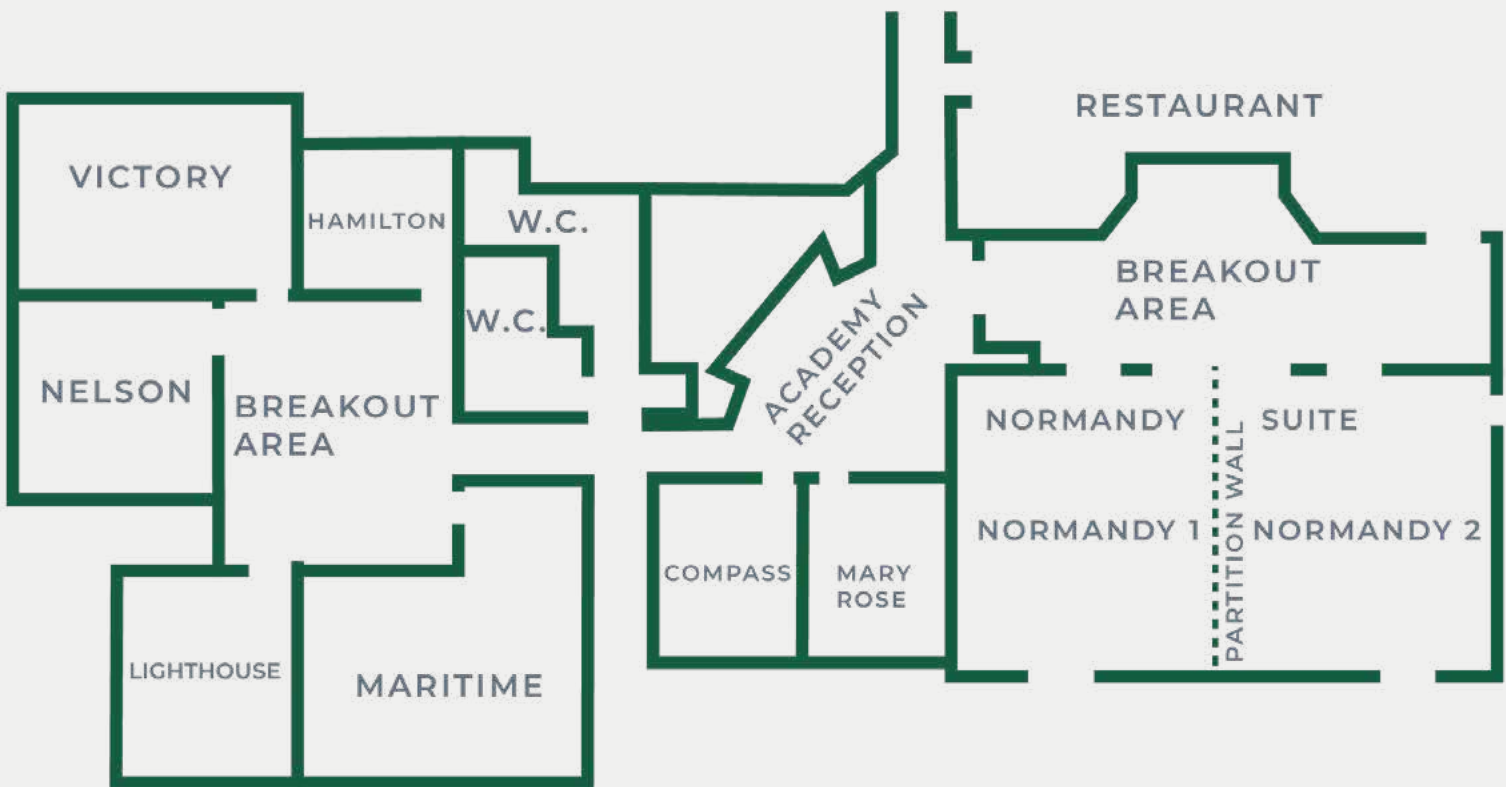 RESTAURANT
VICTORY
HAMILTON
W.C.
W.C.
BREAKOUT
AREA
ACADEMY
RECEPTION
NELSON
BREAKOUT
AREA
NORMANDY
SUITE
PARTITION WALL
NORMANDY 1
NORMANDY 2
COMPASS
MARY
ROSE
LIGHTHOUSE
MARITIME